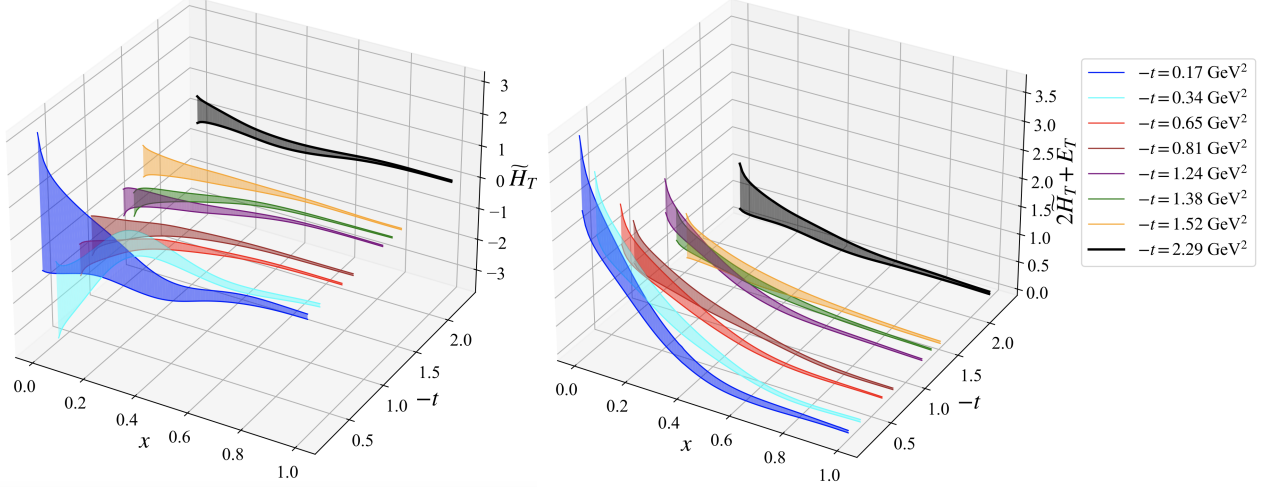 3
2
1
0
−1
−2
−3
H̃_T
0.0
0.2
0.4
0.6
0.8
1.0
x
0.5
1.0
1.5
2.0
−t
3.5
3.0
2.5
2.0
1.5
1.0
0.5
0.0
2H̃_T + E_T
0.0
0.2
0.4
0.6
0.8
1.0
x
0.5
1.0
1.5
2.0
−t
−t = 0.17 GeV²
−t = 0.34 GeV²
−t = 0.65 GeV²
−t = 0.81 GeV²
−t = 1.24 GeV²
−t = 1.38 GeV²
−t = 1.52 GeV²
−t = 2.29 GeV²